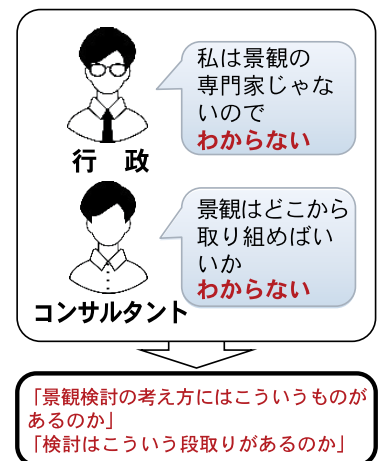 私は景観の
専門家じゃな
いので
わからない
行　政
景観はどこから
取り組めばい
いか
わからない
コンサルタント
「景観検討の考え方にはこういうものが
あるのか」
「検討はこういう段取りがあるのか」